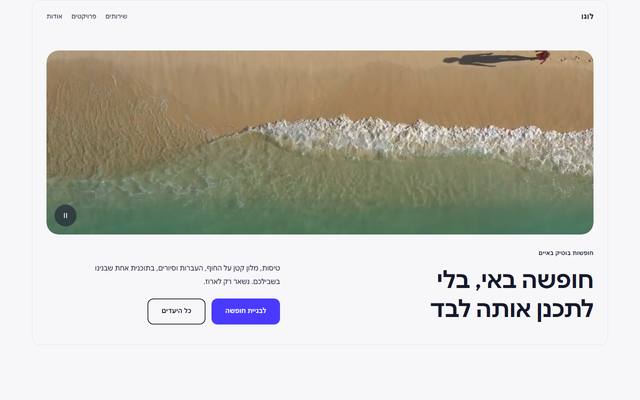 לוגו
שירותים פרויקטים אודות
חופשות בוטיק באיים
חופשה באי, בלי
לתכנן אותה לבד
טיסות, מלון קטן על החוף, העברות וסיורים, בתוכנית אחת שבנינו
בשבילכם. נשאר רק לארוז.
לבניית חופשה
כל היעדים